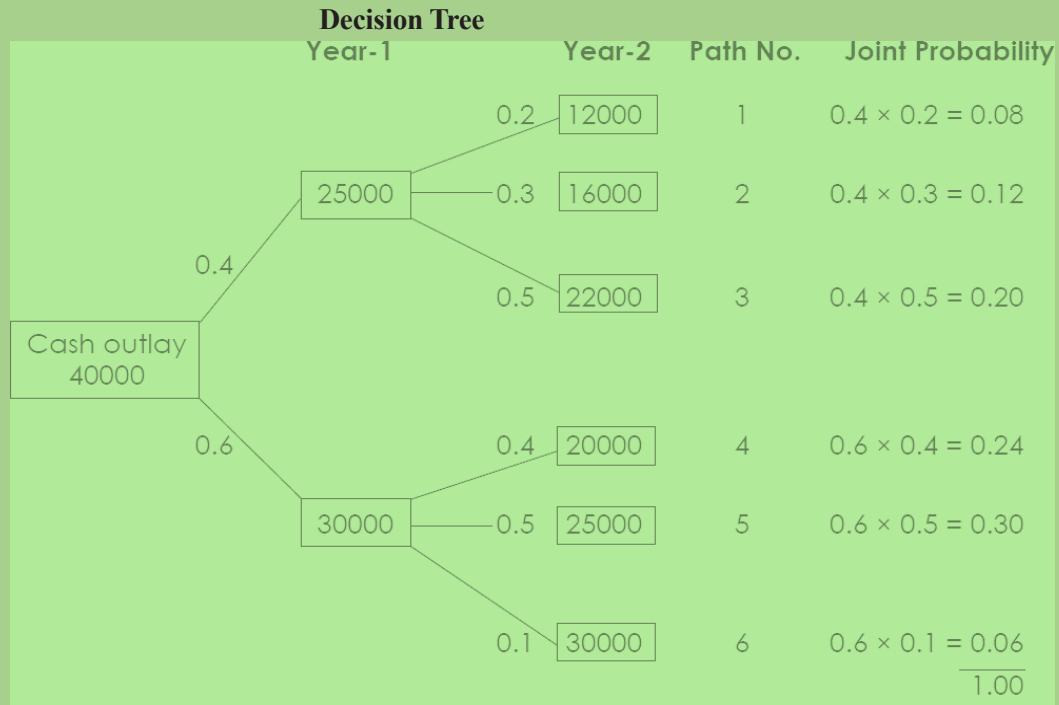 Decision Tree
Year-1 Year-2 Path No. Joint Probability
0.2 12000 1 0.4 × 0.2 = 0.08
25000 0.3 16000 2 0.4 × 0.3 = 0.12
0.4
0.5 22000 3 0.4 × 0.5 = 0.20
Cash outlay
40000
0.6 0.4 20000 4 0.6 × 0.4 = 0.24
30000 0.5 25000 5 0.6 × 0.5 = 0.30
0.1 30000 6 0.6 × 0.1 = 0.06
1.00